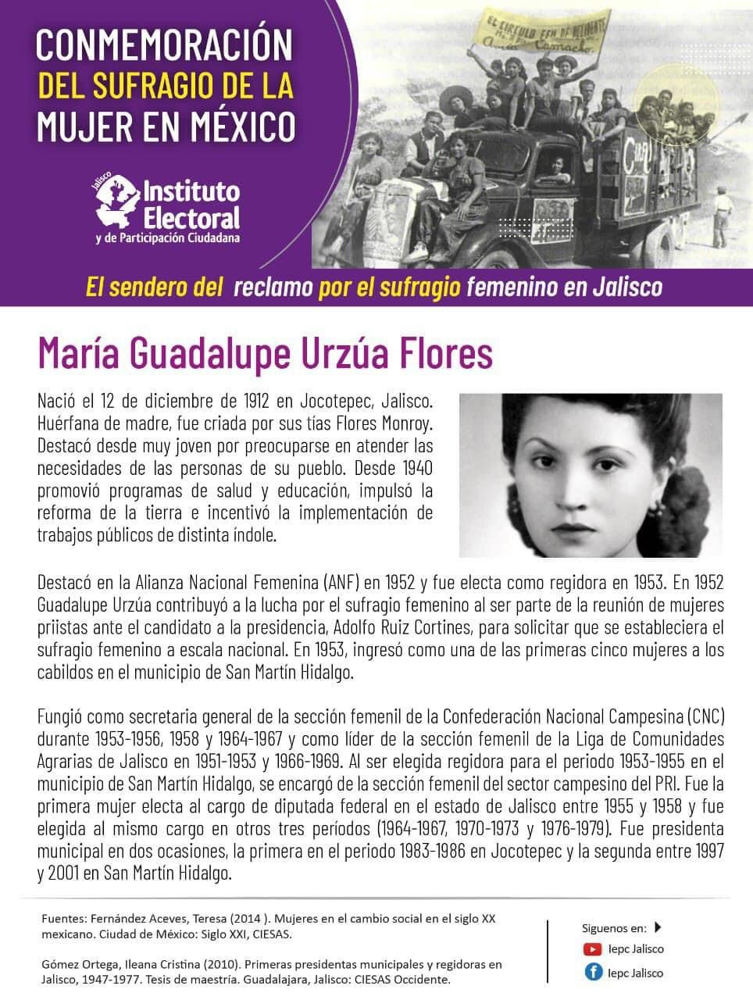 CONMEMORACIÓN
DEL SUFRAGIO DE LA
MUJER EN MÉXICO
Jalisco
Instituto
Electoral
y de Participación Ciudadana
EL CIRCULO FEM DE OCCIDENTE
Avila Camacho.
El sendero del reclamo por el sufragio femenino en Jalisco
María Guadalupe Urzúa Flores
Nació el 12 de diciembre de 1912 en Jocotepec, Jalisco.
Huérfana de madre, fue criada por sus tías Flores Monroy.
Destacó desde muy joven por preocuparse en atender las
necesidades de las personas de su pueblo. Desde 1940
promovió programas de salud y educación, impulsó la
reforma de la tierra e incentivó la implementación de
trabajos públicos de distinta índole.
Destacó en la Alianza Nacional Femenina (ANF) en 1952 y fue electa como regidora en 1953. En 1952
Guadalupe Urzúa contribuyó a la lucha por el sufragio femenino al ser parte de la reunión de mujeres
priistas ante el candidato a la presidencia, Adolfo Ruiz Cortines, para solicitar que se estableciera el
sufragio femenino a escala nacional. En 1953, ingresó como una de las primeras cinco mujeres a los
cabildos en el municipio de San Martín Hidalgo.
Fungió como secretaria general de la sección femenil de la Confederación Nacional Campesina (CNC)
durante 1953-1956, 1958 y 1964-1967 y como líder de la sección femenil de la Liga de Comunidades
Agrarias de Jalisco en 1951-1953 y 1966-1969. Al ser elegida regidora para el periodo 1953-1955 en el
municipio de San Martín Hidalgo, se encargó de la sección femenil del sector campesino del PRI. Fue la
primera mujer electa al cargo de diputada federal en el estado de Jalisco entre 1955 y 1958 y fue
elegida al mismo cargo en otros tres períodos (1964-1967, 1970-1973 y 1976-1979). Fue presidenta
municipal en dos ocasiones, la primera en el periodo 1983-1986 en Jocotepec y la segunda entre 1997
y 2001 en San Martín Hidalgo.
Fuentes: Fernández Aceves, Teresa (2014 ). Mujeres en el cambio social en el siglo XX
mexicano. Ciudad de México: Siglo XXI, CIESAS.
Gómez Ortega, Ileana Cristina (2010). Primeras presidentas municipales y regidoras en
Jalisco, 1947-1977. Tesis de maestría. Guadalajara, Jalisco: CIESAS Occidente.
Siguenos en:
Iepc Jalisco
Iepc Jalisco